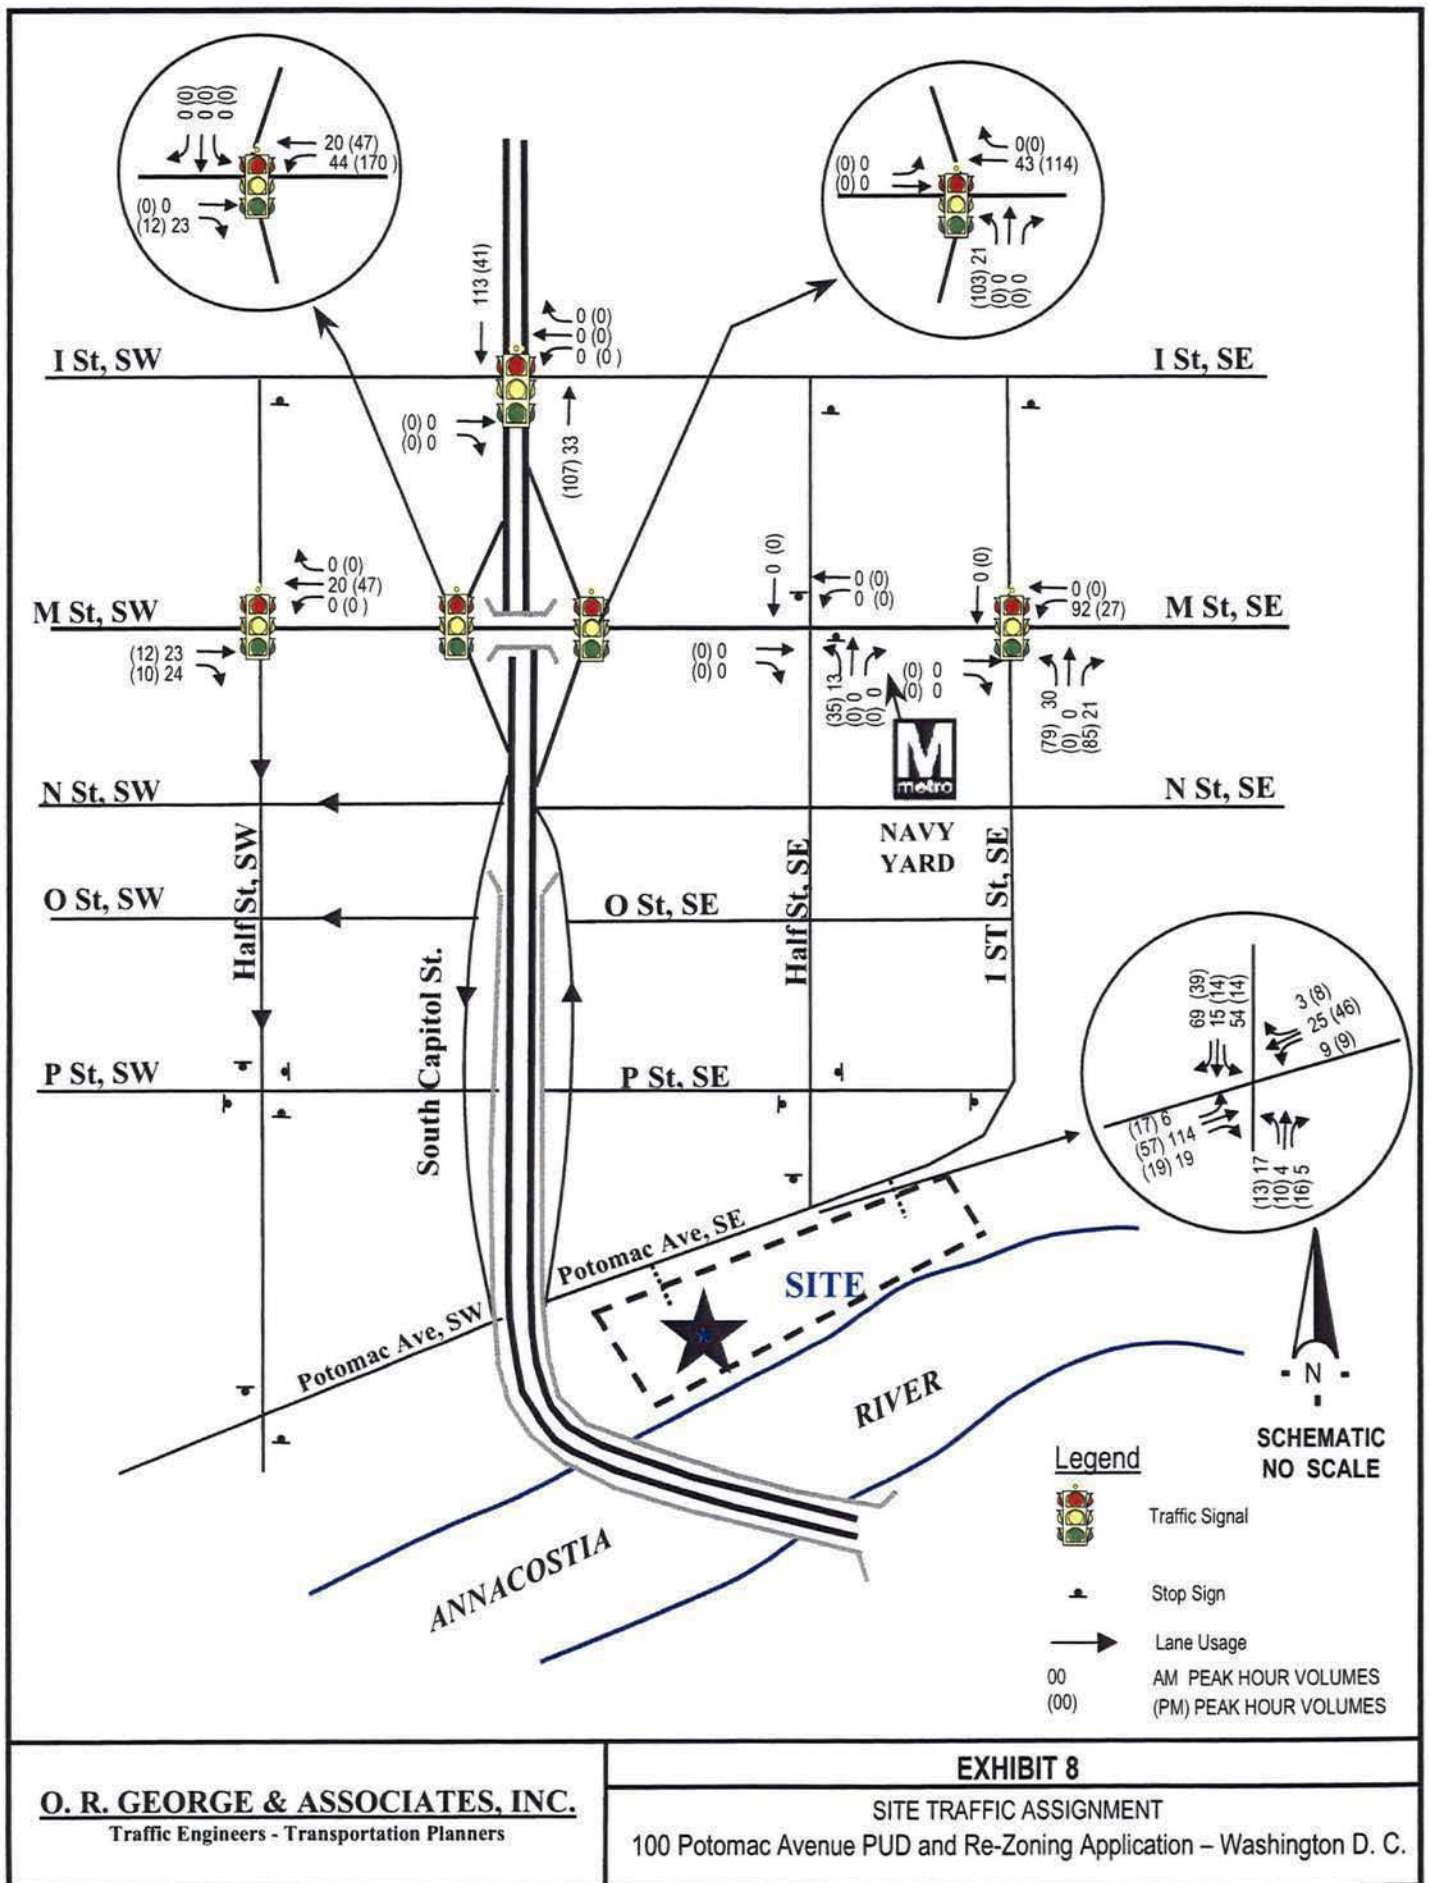 0 (0)
0 (0)
0 (0)
20 (47)
44 (170 )
(0) 0
(12) 23
0(0)
43 (114)
(0) 0
(0) 0
(103) 21
(0) 0
(0) 0
113 (41)
0 (0)
0 (0)
0 (0 )
I St, SW
I St, SE
(0) 0
(0) 0
(107) 33
0 (0)
20 (47)
0 (0 )
M St, SW
(12) 23
(10) 24
0 (0)
0 (0)
0 (0)
0 (0)
0 (0)
92 (27)
M St, SE
(0) 0
(0) 0
(35) 13
(0) 0
(0) 0
(0) 0
(0) 0
(79) 30
(0) 0
(85) 21
M
metro
N St, SW
N St, SE
NAVY
YARD
Half St, SW
Half St, SE
1 ST St, SE
O St, SW
O St, SE
South Capitol St.
69 (39)
15 (14)
54 (14)
3 (8)
25 (46)
9 (9)
(17) 6
(57) 114
(19) 19
(13) 17
(10) 4
(16) 5
P St, SW
P St, SE
Potomac Ave, SE
Potomac Ave, SW
SITE
RIVER
ANNACOSTIA
N
SCHEMATIC
NO SCALE
Legend
Traffic Signal
Stop Sign
Lane Usage
00 AM PEAK HOUR VOLUMES
(00) (PM) PEAK HOUR VOLUMES
O. R. GEORGE & ASSOCIATES, INC.
Traffic Engineers - Transportation Planners
EXHIBIT 8
SITE TRAFFIC ASSIGNMENT
100 Potomac Avenue PUD and Re-Zoning Application – Washington D. C.